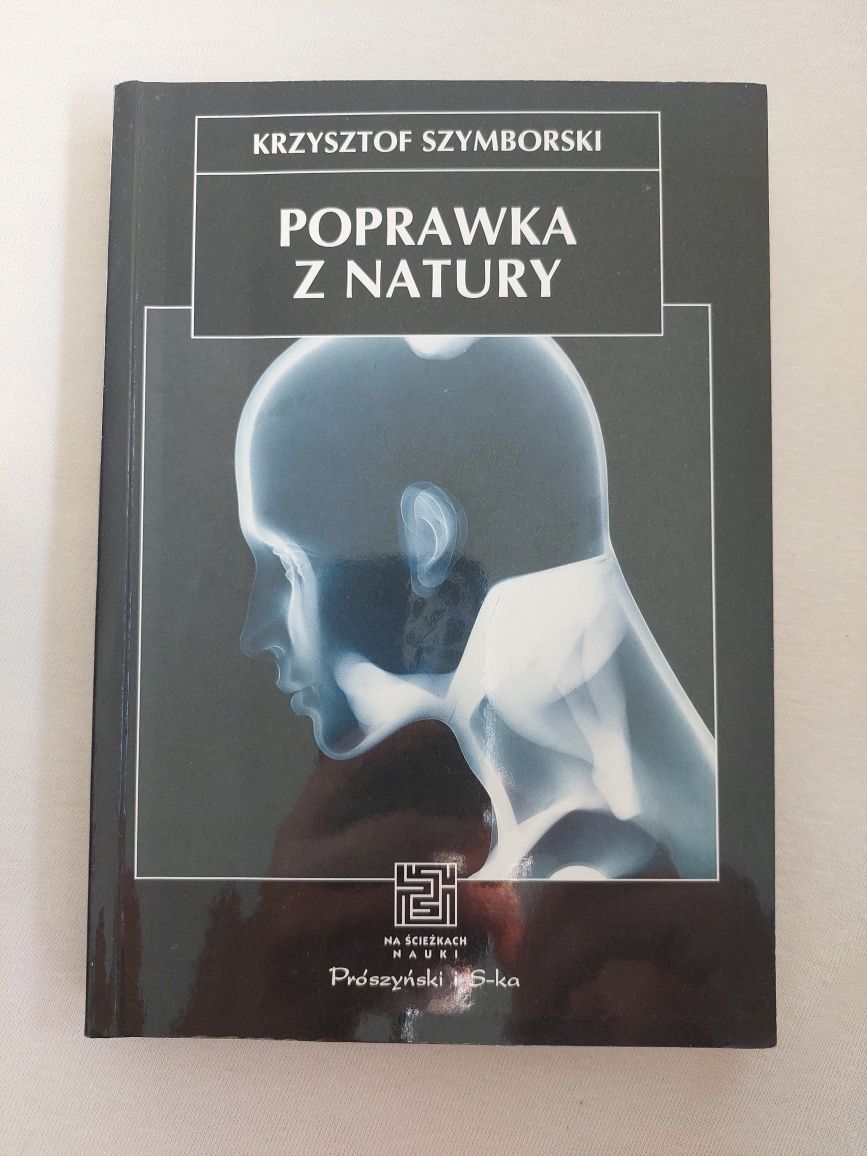 KRZYSZTOF SZYMBORSKI
POPRAWKA
Z NATURY
NA ŚCIEŻKACH
NAUKI
Prószyński i S-ka